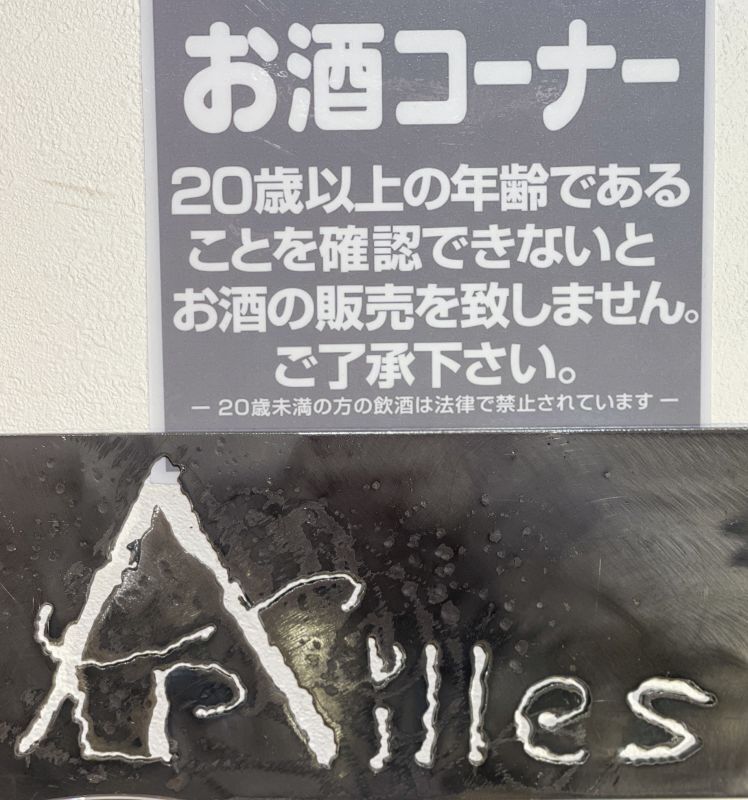 お酒コーナー
20歳以上の年齢である
ことを確認できないと
お酒の販売を致しません。
ご了承下さい。
― 20歳未満の方の飲酒は法律で禁止されています ―